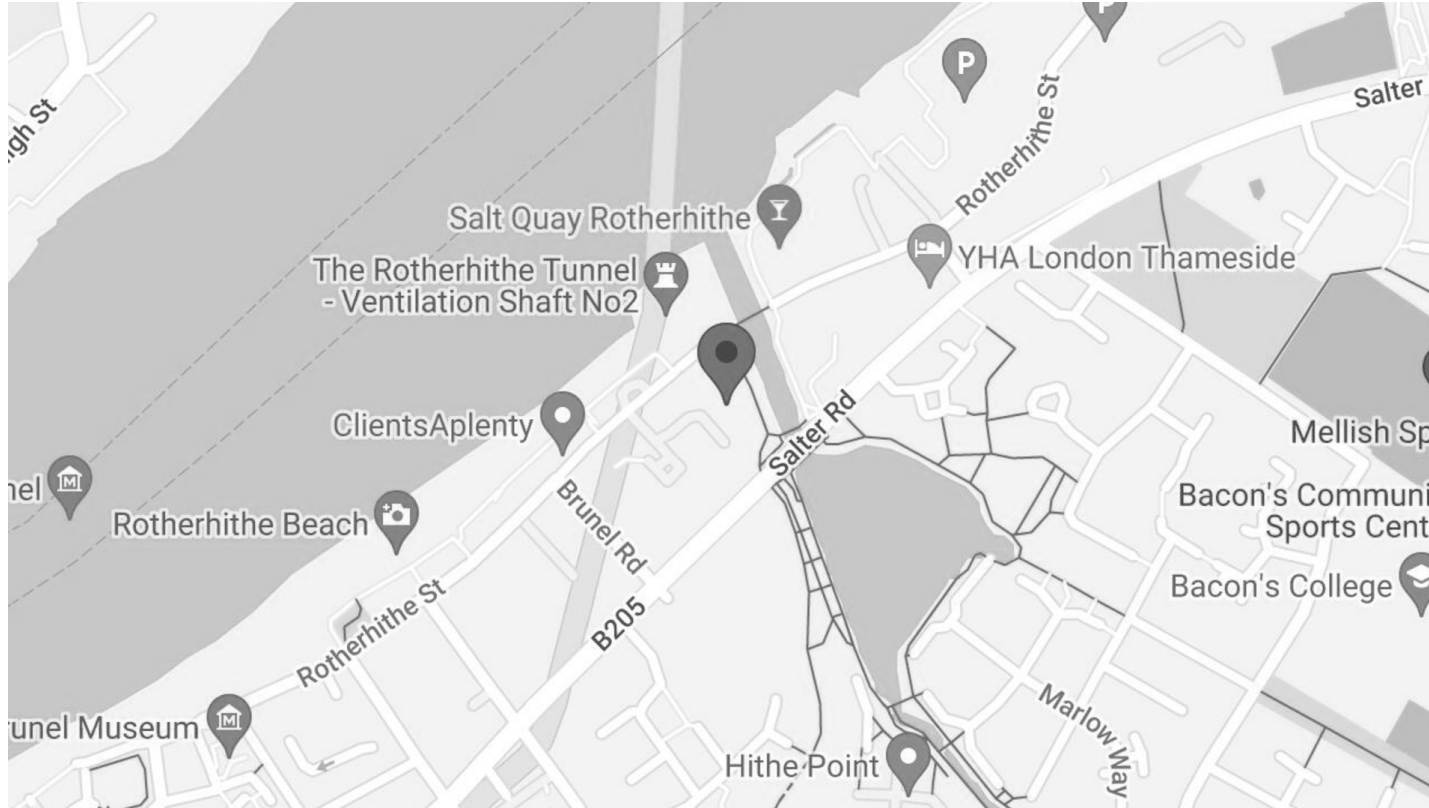 igh St
P
P
Salter
Rotherhithe St
Salt Quay Rotherhithe
YHA London Thameside
The Rotherhithe Tunnel
- Ventilation Shaft No2
ClientsAplenty
Salter Rd
Mellish Sp
nel
M
Bacon's Communi
Sports Cent
Rotherhithe Beach
Brunel Rd
Bacon's College
B205
Rotherhithe St
Marlow Way
runel Museum
M
Hithe Point